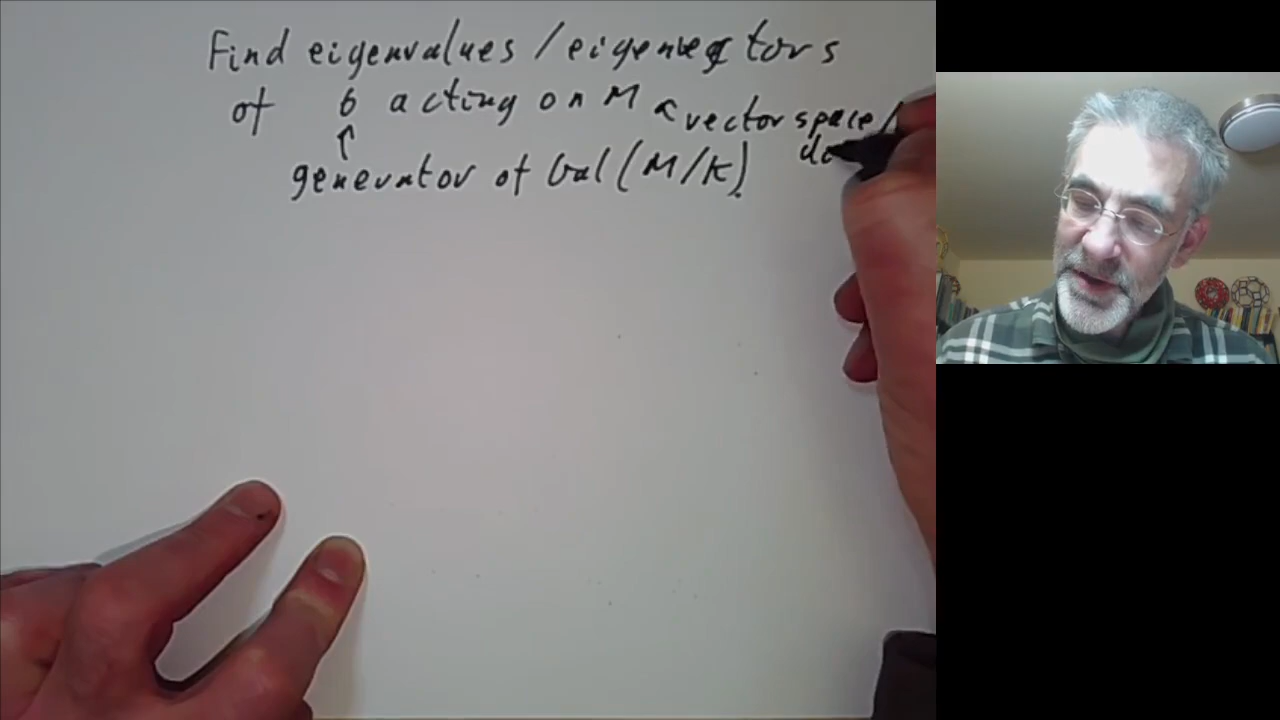 Find eigenvalues / eigenvectors
of σ acting on M ← vector space /
↑ d
generator of Gal(M/K).